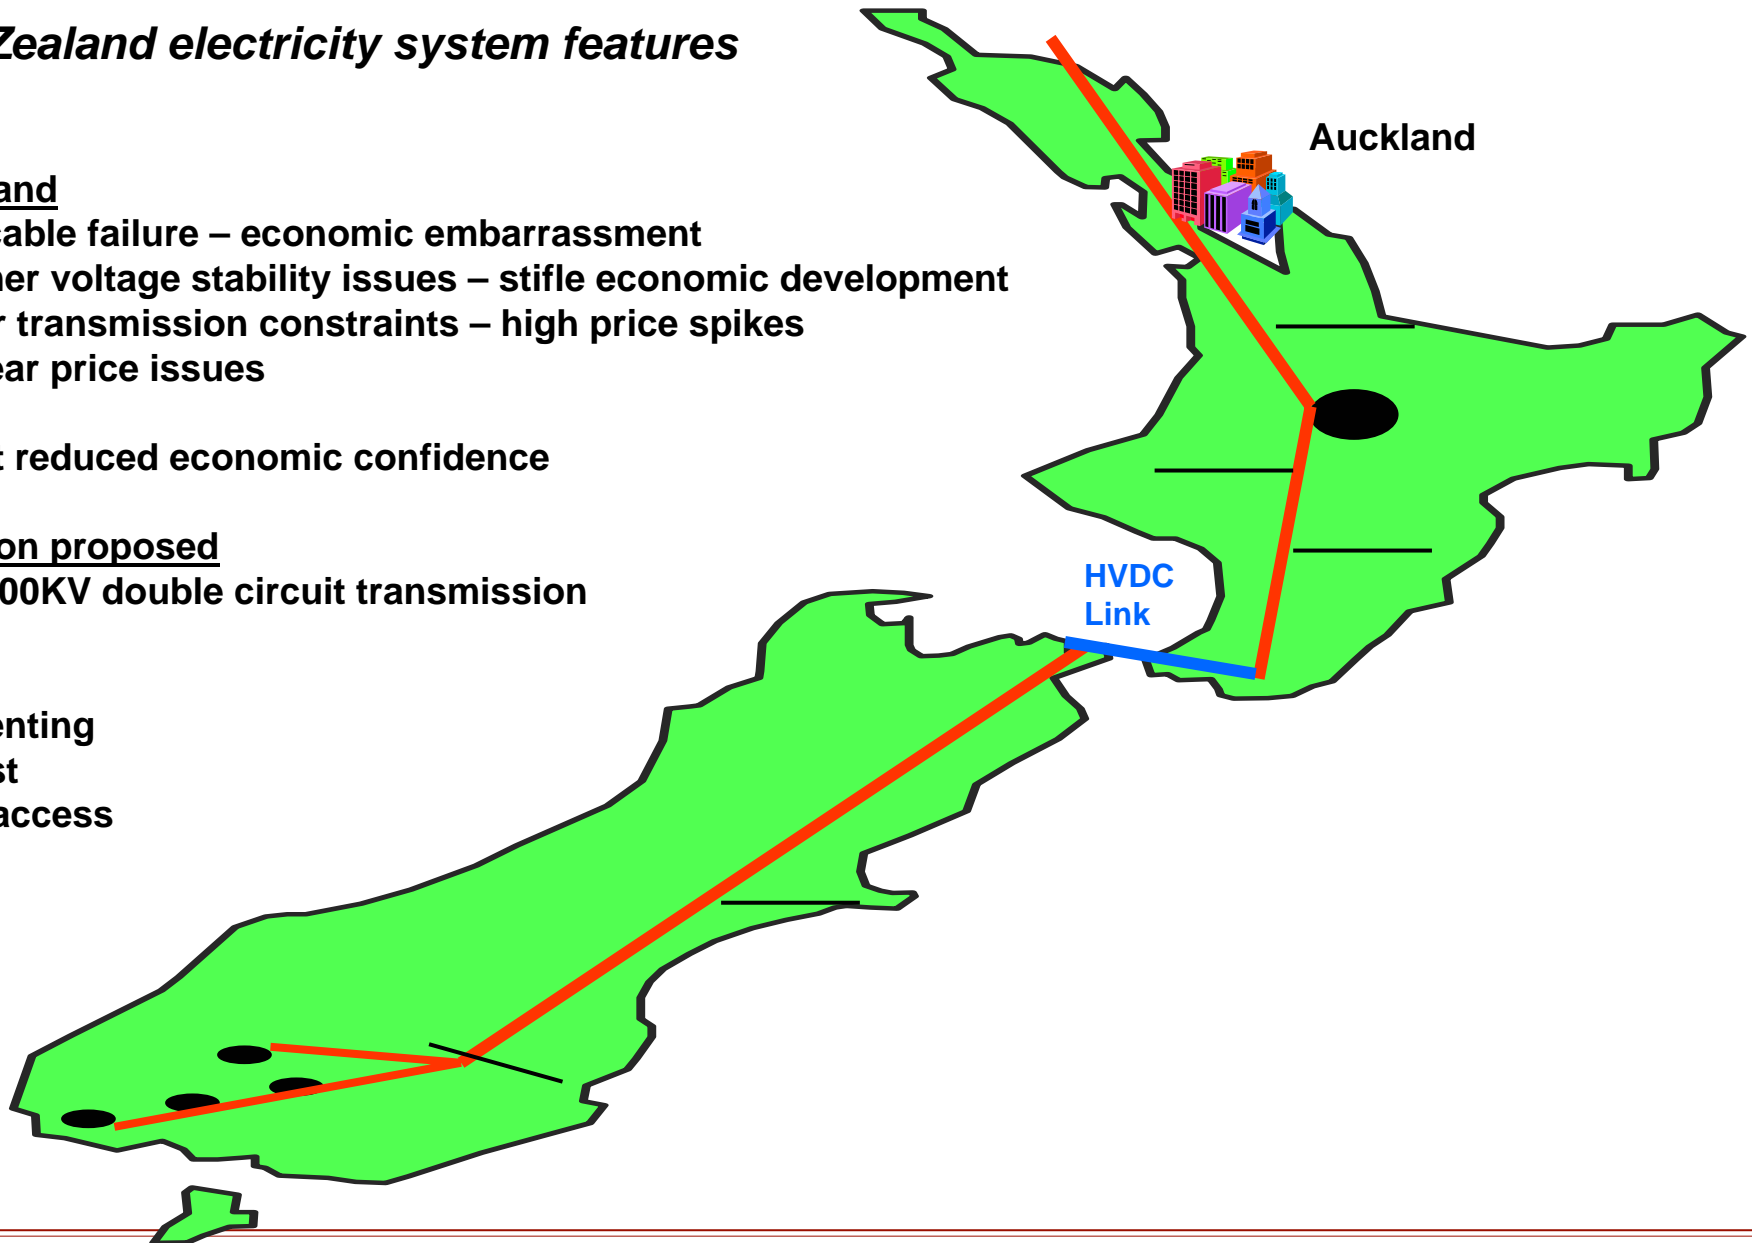 Zealand electricity system features
Auckland
and
cable failure – economic embarrassment
her voltage stability issues – stifle economic development
r transmission constraints – high price spikes
ear price issues
t reduced economic confidence
on proposed
00KV double circuit transmission
HVDC
Link
enting
st
access